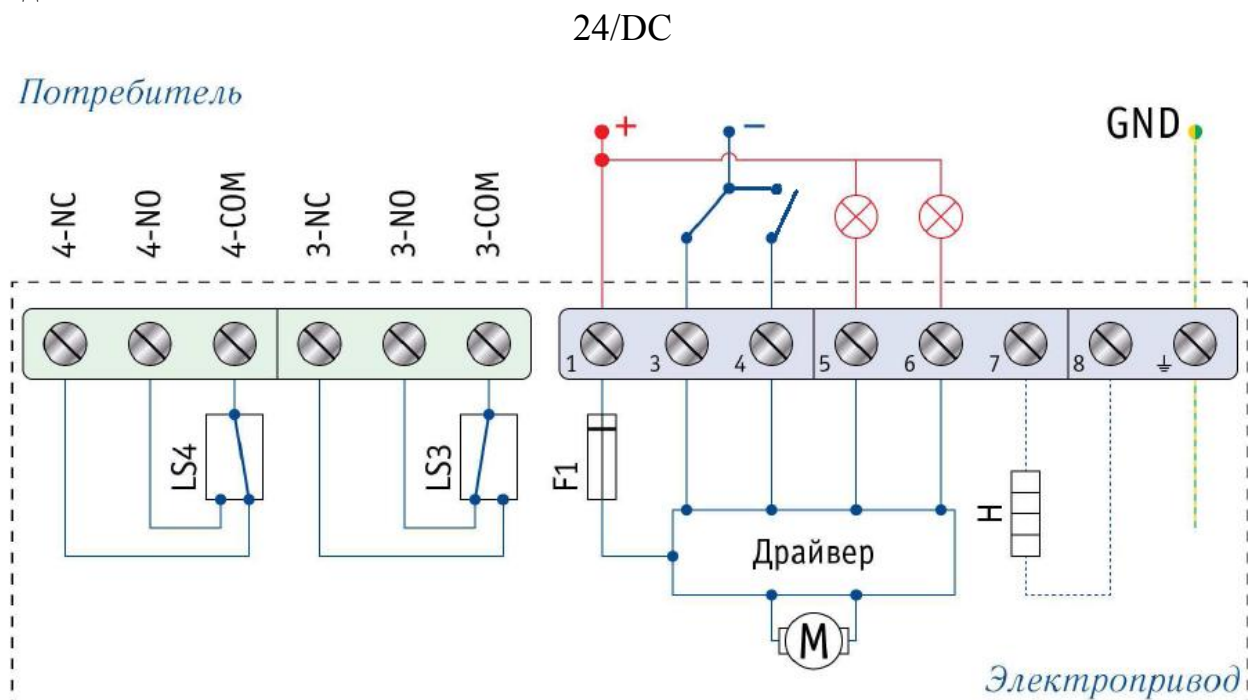 24/DC
Потребитель
+ − GND
4-NC 4-NO 4-COM 3-NC 3-NO 3-COM
1 3 4 5 6 7 8
LS4 LS3 F1 H
Драйвер
M
Электропривод